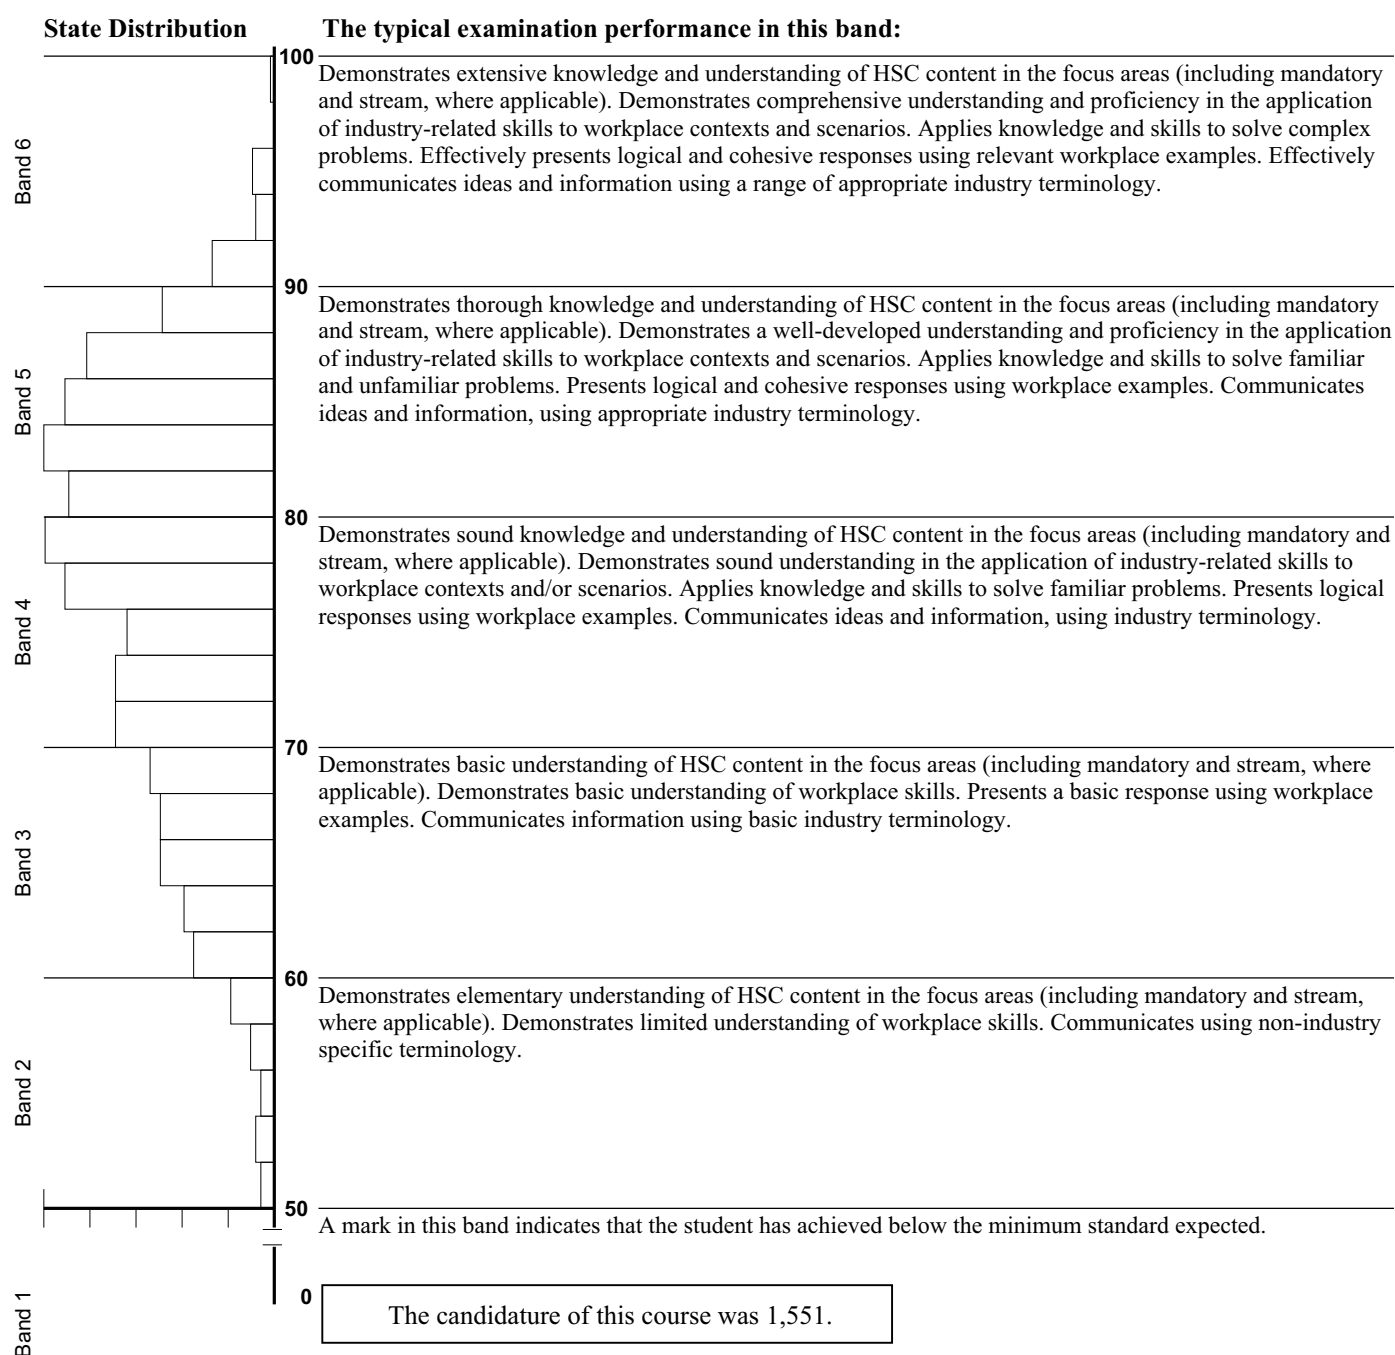 State Distribution
The typical examination performance in this band:
100
Demonstrates extensive knowledge and understanding of HSC content in the focus areas (including mandatory
and stream, where applicable). Demonstrates comprehensive understanding and proficiency in the application
of industry-related skills to workplace contexts and scenarios. Applies knowledge and skills to solve complex
problems. Effectively presents logical and cohesive responses using relevant workplace examples. Effectively
communicates ideas and information using a range of appropriate industry terminology.
Band 6
90
Demonstrates thorough knowledge and understanding of HSC content in the focus areas (including mandatory
and stream, where applicable). Demonstrates a well-developed understanding and proficiency in the application
of industry-related skills to workplace contexts and scenarios. Applies knowledge and skills to solve familiar
and unfamiliar problems. Presents logical and cohesive responses using workplace examples. Communicates
ideas and information, using appropriate industry terminology.
Band 5
80
Demonstrates sound knowledge and understanding of HSC content in the focus areas (including mandatory and
stream, where applicable). Demonstrates sound understanding in the application of industry-related skills to
workplace contexts and/or scenarios. Applies knowledge and skills to solve familiar problems. Presents logical
responses using workplace examples. Communicates ideas and information, using industry terminology.
Band 4
70
Demonstrates basic understanding of HSC content in the focus areas (including mandatory and stream, where
applicable). Demonstrates basic understanding of workplace skills. Presents a basic response using workplace
examples. Communicates information using basic industry terminology.
Band 3
60
Demonstrates elementary understanding of HSC content in the focus areas (including mandatory and stream,
where applicable). Demonstrates limited understanding of workplace skills. Communicates using non-industry
specific terminology.
Band 2
50
A mark in this band indicates that the student has achieved below the minimum standard expected.
0
Band 1
The candidature of this course was 1,551.